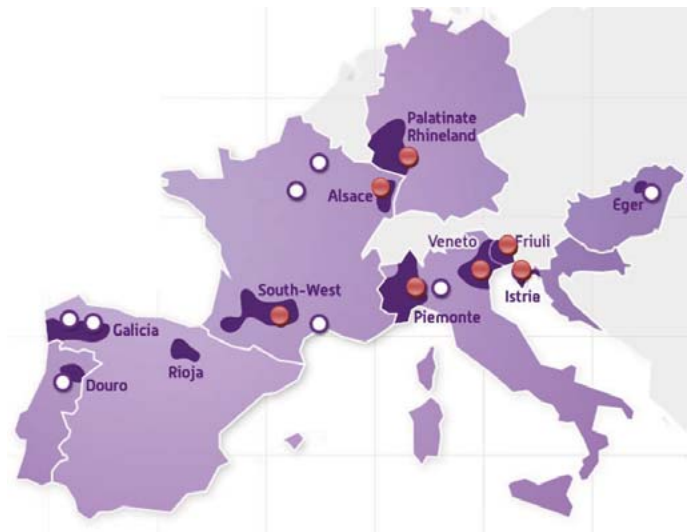 Palatinate
Rhineland
Alsace
Eger
Veneto
Friuli
South-West
Istrie
Piemonte
Galicia
Rioja
Douro